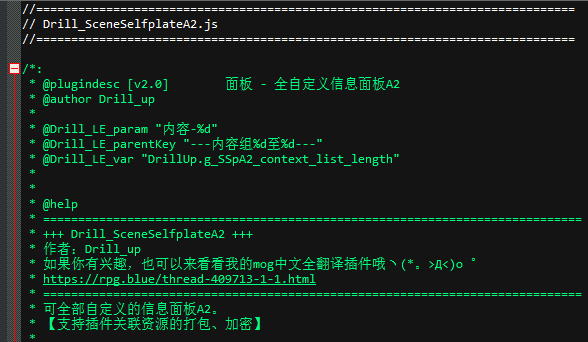 //=============================================================================
// Drill_SceneSelfplateA2.js
//=============================================================================
/*:
* @plugindesc [v2.0] 面板 - 全自定义信息面板A2
* @author Drill_up
*
* @Drill_LE_param "内容-%d"
* @Drill_LE_parentKey "---内容组%d至%d---"
* @Drill_LE_var "DrillUp.g_SSpA2_context_list_length"
*
*
* @help
* =============================================================================
* +++ Drill_SceneSelfplateA2 +++
* 作者：Drill_up
* 如果你有兴趣，也可以来看看我的mog中文全翻译插件哦ヽ(*。>Д<)o゜
* https://rpg.blue/thread-409713-1-1.html
* =============================================================================
* 可全部自定义的信息面板A2。
* 【支持插件关联资源的打包、加密】
*